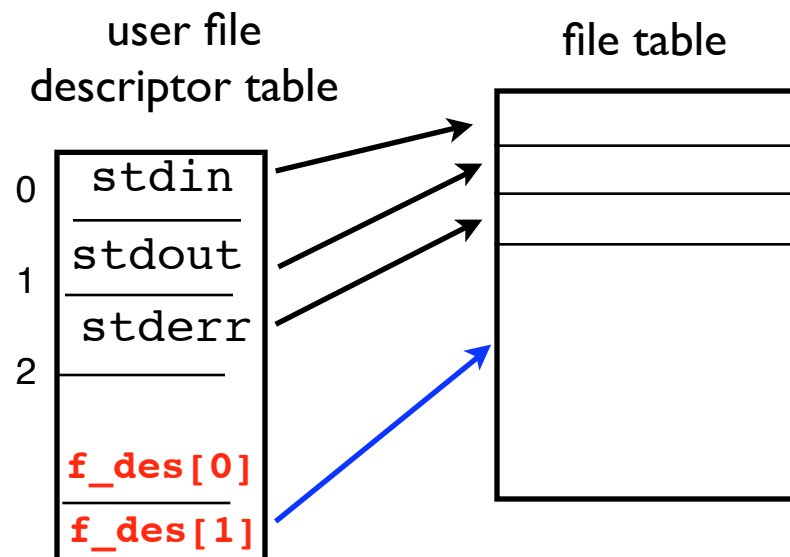 user file
descriptor table
file table
0
stdin
1
stdout
stderr
2
f_des[0]
f_des[1]